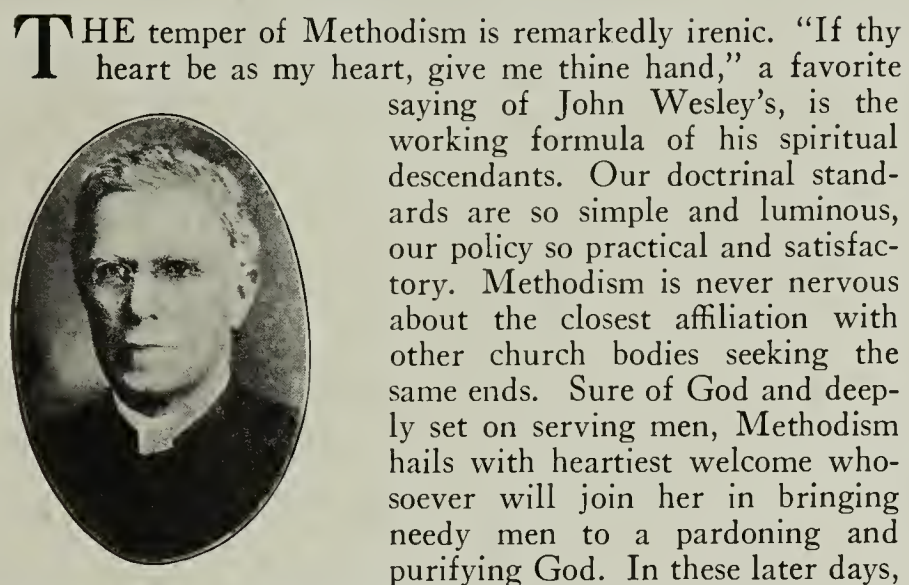 THE temper of Methodism is remarkedly irenic. “If thy
heart be as my heart, give me thine hand,” a favorite
saying of John Wesley’s, is the
working formula of his spiritual
descendants. Our doctrinal stand-
ards are so simple and luminous,
our policy so practical and satisfac-
tory. Methodism is never nervous
about the closest affiliation with
other church bodies seeking the
same ends. Sure of God and deep-
ly set on serving men, Methodism
hails with heartiest welcome who-
soever will join her in bringing
needy men to a pardoning and
purifying God. In these later days,